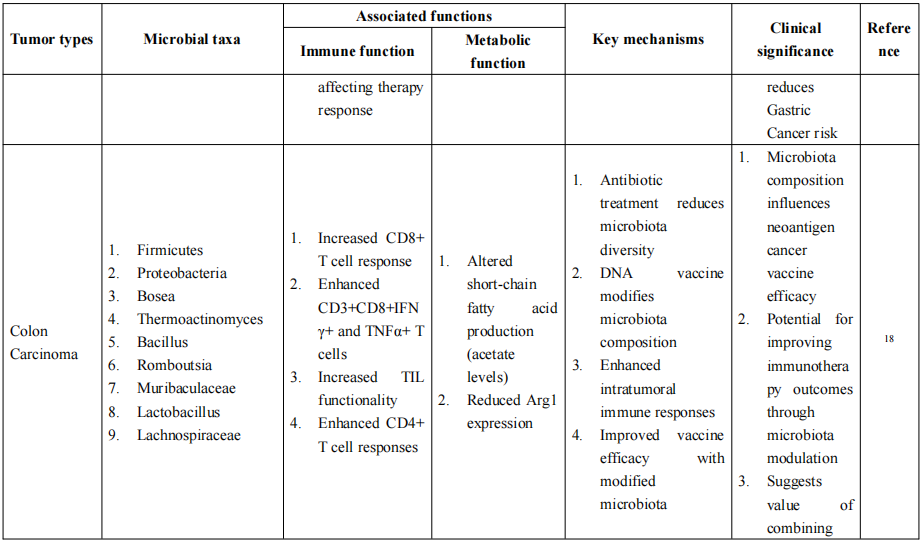 Tumor types
Microbial taxa
Associated functions
Immune function
Metabolic
function
Key mechanisms
Clinical
significance
Refere
nce
affecting therapy
response
reduces
Gastric
Cancer risk
Colon
Carcinoma
1. Firmicutes
2. Proteobacteria
3. Bosea
4. Thermoactinomyces
5. Bacillus
6. Romboutsia
7. Muribaculaceae
8. Lactobacillus
9. Lachnospiraceae
1. Increased CD8+
T cell response
2. Enhanced
CD3+CD8+IFN
γ+ and TNFα+ T
cells
3. Increased TIL
functionality
4. Enhanced CD4+
T cell responses
1. Altered
short-chain
fatty acid
production
(acetate
levels)
2. Reduced Arg1
expression
1. Antibiotic
treatment reduces
microbiota
diversity
2. DNA vaccine
modifies
microbiota
composition
3. Enhanced
intratumoral
immune responses
4. Improved vaccine
efficacy with
modified
microbiota
1. Microbiota
composition
influences
neoantigen
cancer
vaccine
efficacy
2. Potential for
improving
immunothera
py outcomes
through
microbiota
modulation
3. Suggests
value of
combining
18